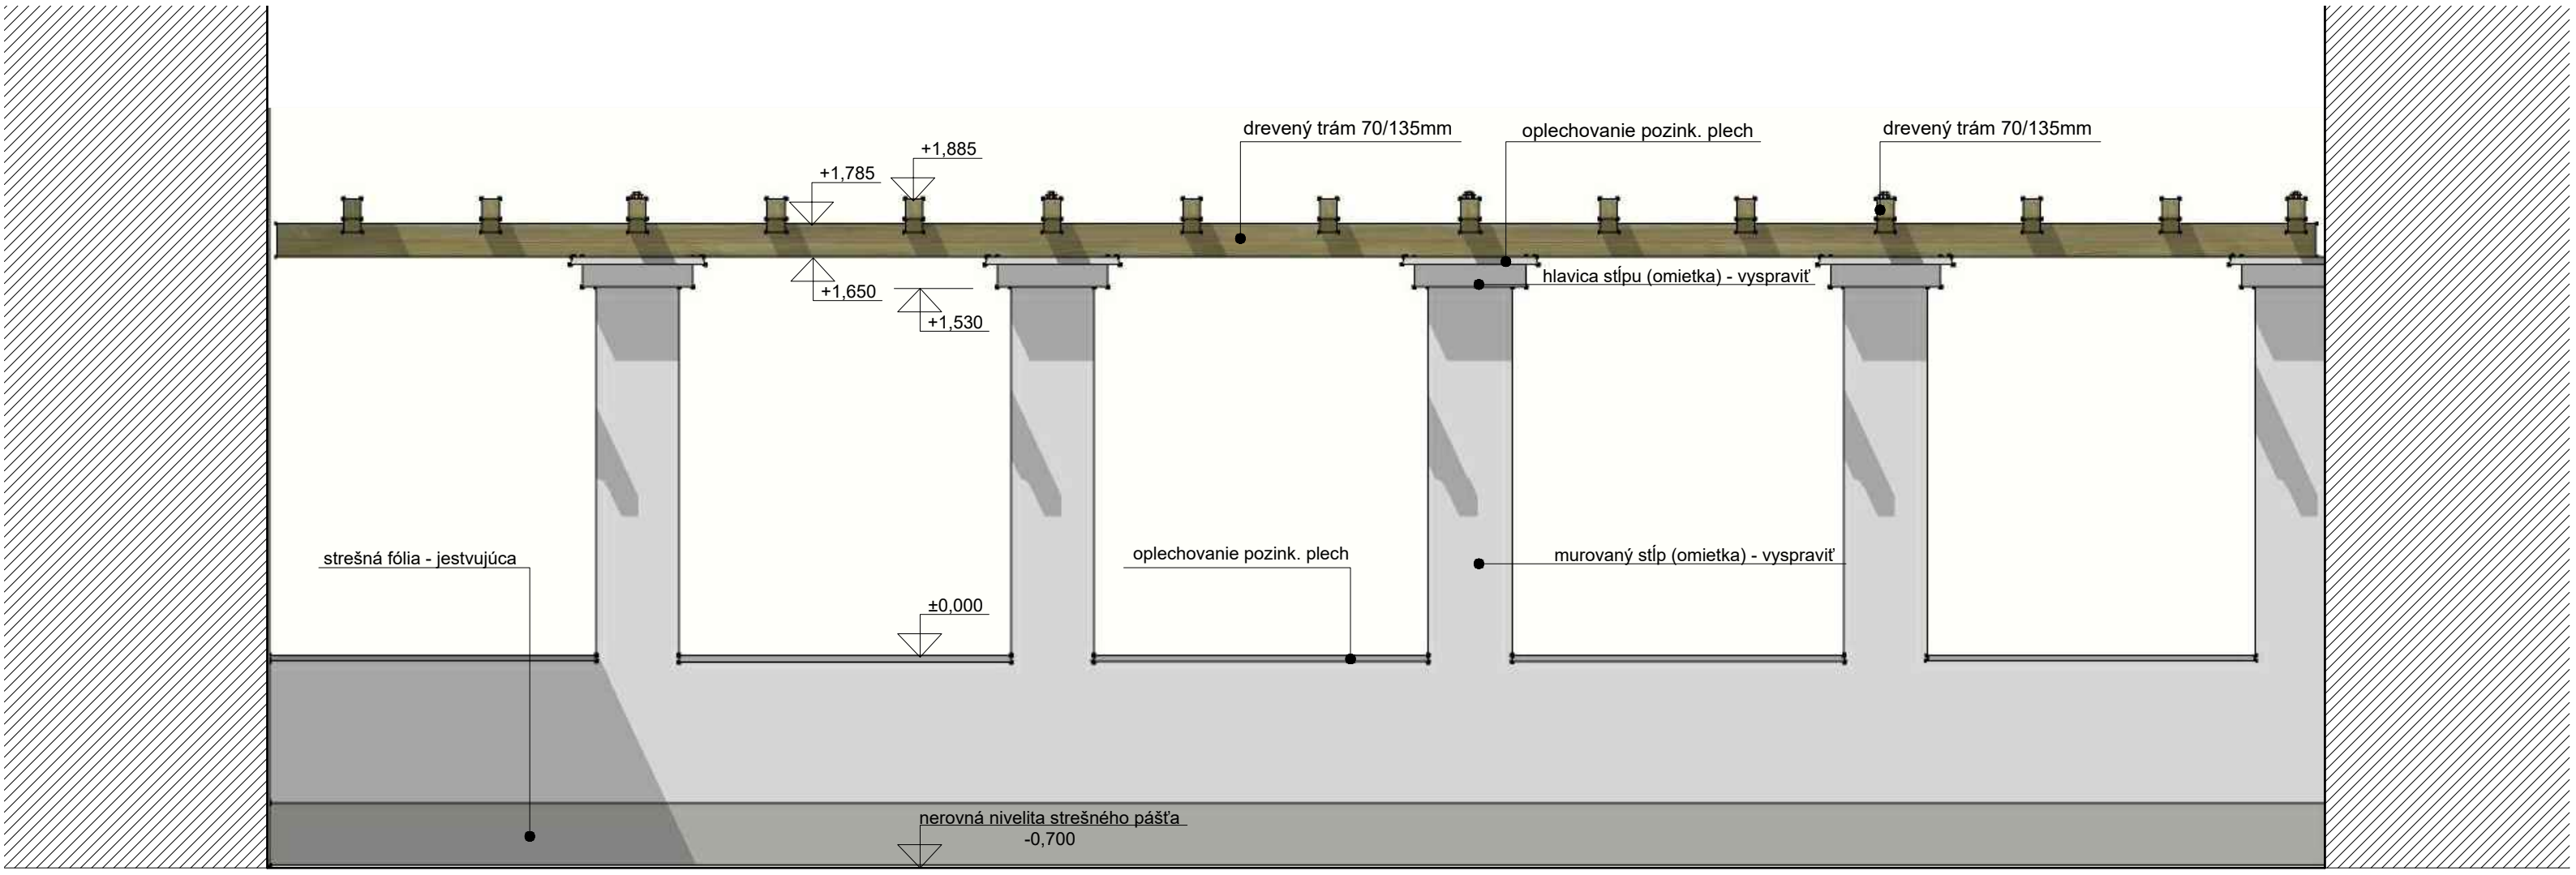 drevený trám 70/135mm
oplechovanie pozink. plech
drevený trám 70/135mm
+1,885
+1,785
hlavica stĺpu (omietka) - vyspraviť
+1,650
+1,530
strešná fólia - jestvujúca
oplechovanie pozink. plech
murovaný stĺp (omietka) - vyspraviť
±0,000
nerovná nivelita strešného pášťa
-0,700